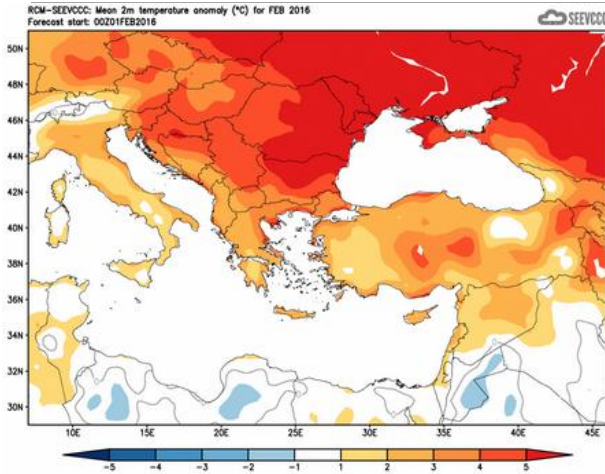 RCM-SEEVCCC: Mean 2m temperature anomaly (°C) for FEB 2016
Forecast start: 00Z01FEB2016
SEEVCCC
50N
48N
46N
44N
42N
40N
38N
36N
34N
32N
30N
10E 15E 20E 25E 30E 35E 40E 45E
-5 -4 -3 -2 -1 1 2 3 4 5